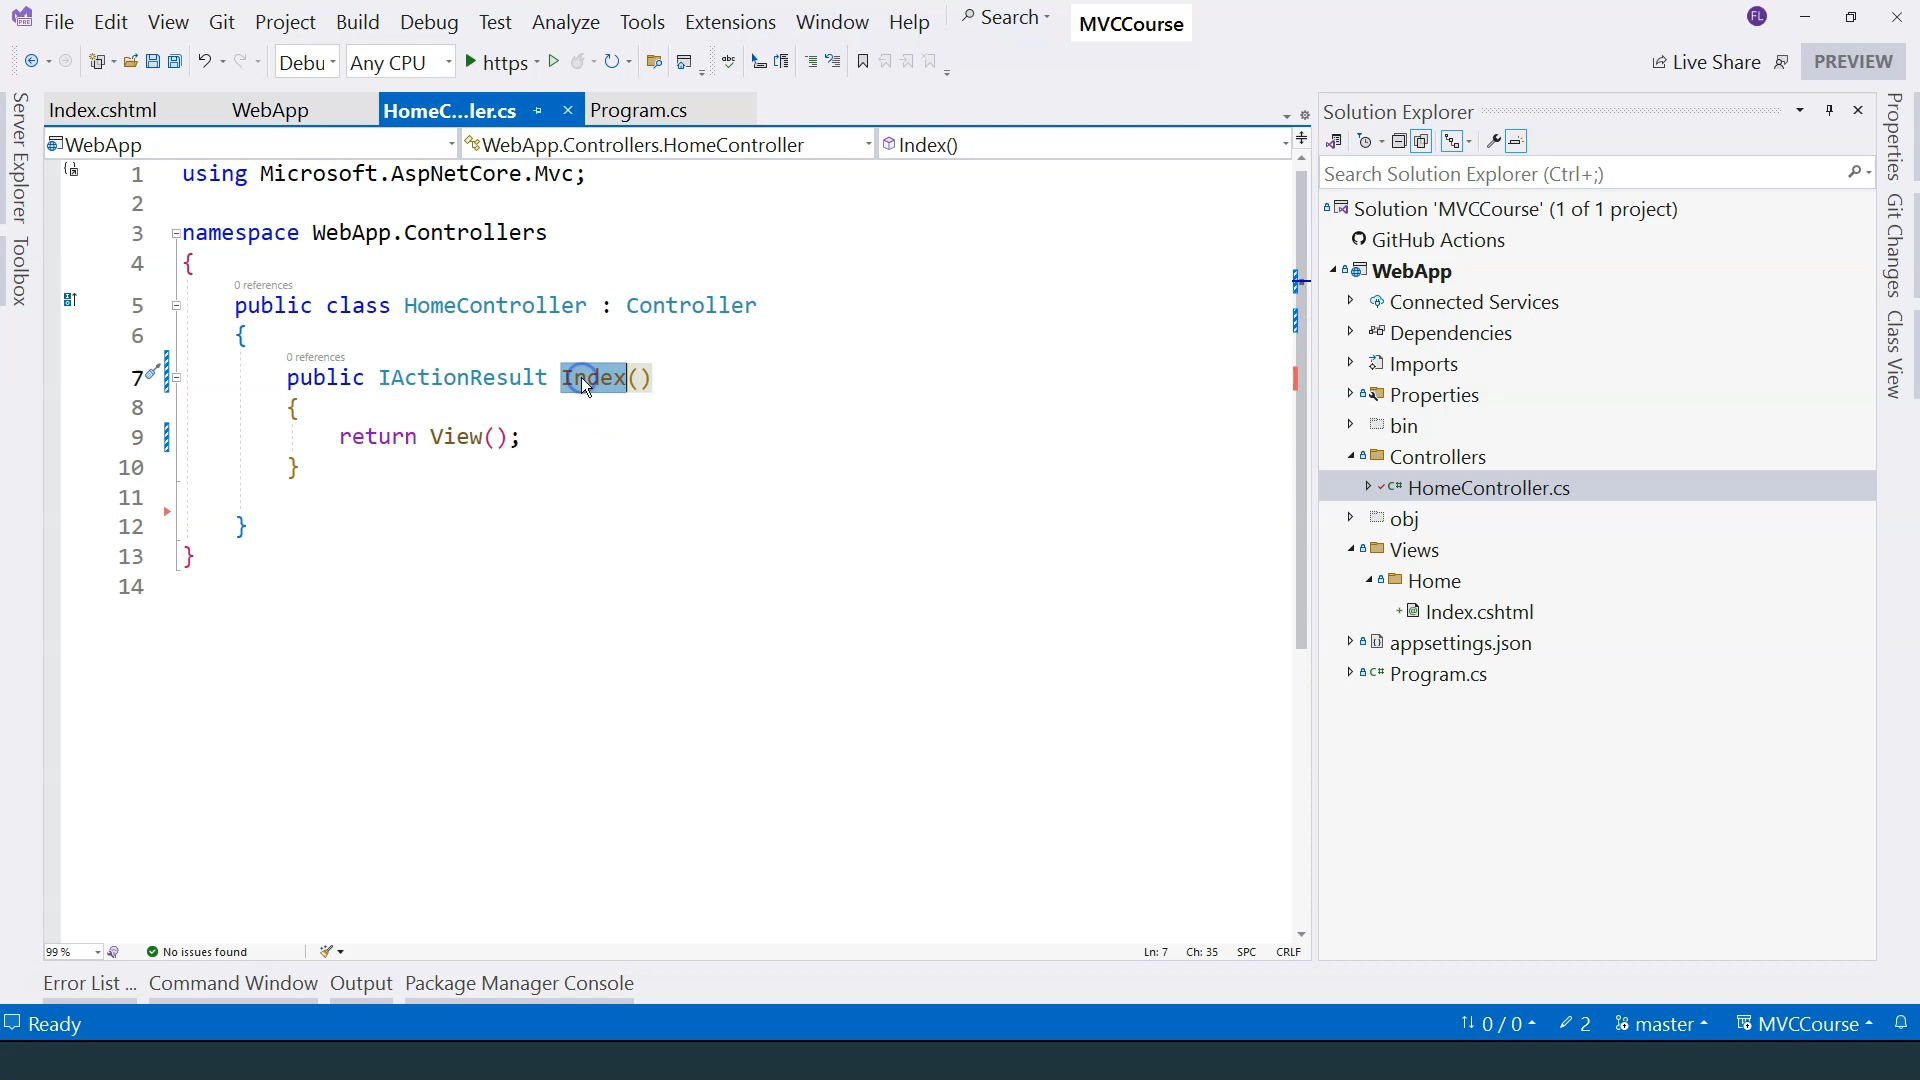 File Edit View Git Project Build Debug Test Analyze Tools Extensions Window Help Search MVCCourse
Debu Any CPU https Live Share PREVIEW
Server Explorer
Toolbox
Index.cshtml WebApp HomeC...ler.cs Program.cs
WebApp WebApp.Controllers.HomeController Index()
1 using Microsoft.AspNetCore.Mvc;
2
3 namespace WebApp.Controllers
4 {
0 references
5 public class HomeController : Controller
6 {
0 references
7 public IActionResult Index()
8 {
9 return View();
10 }
11
12 }
13 }
14
99 % No issues found Ln: 7 Ch: 35 SPC CRLF
Solution Explorer
Search Solution Explorer (Ctrl+;)
Solution 'MVCCourse' (1 of 1 project)
GitHub Actions
WebApp
Connected Services
Dependencies
Imports
Properties
bin
Controllers
C# HomeController.cs
obj
Views
Home
Index.cshtml
appsettings.json
C# Program.cs
Properties
Git Changes
Class View
Error List ... Command Window Output Package Manager Console
Ready 0 / 0 2 master MVCCourse